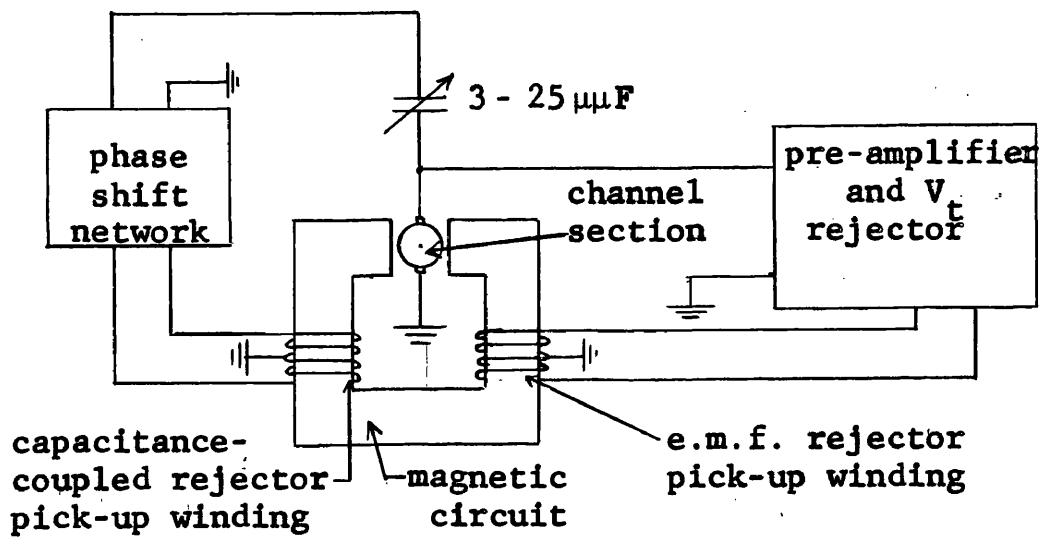 3 - 25 μμF
phase
shift
network
pre-amplifier
and V_t
rejector
channel
section
capacitance-
coupled rejector
pick-up winding
magnetic
circuit
e.m.f. rejector
pick-up winding